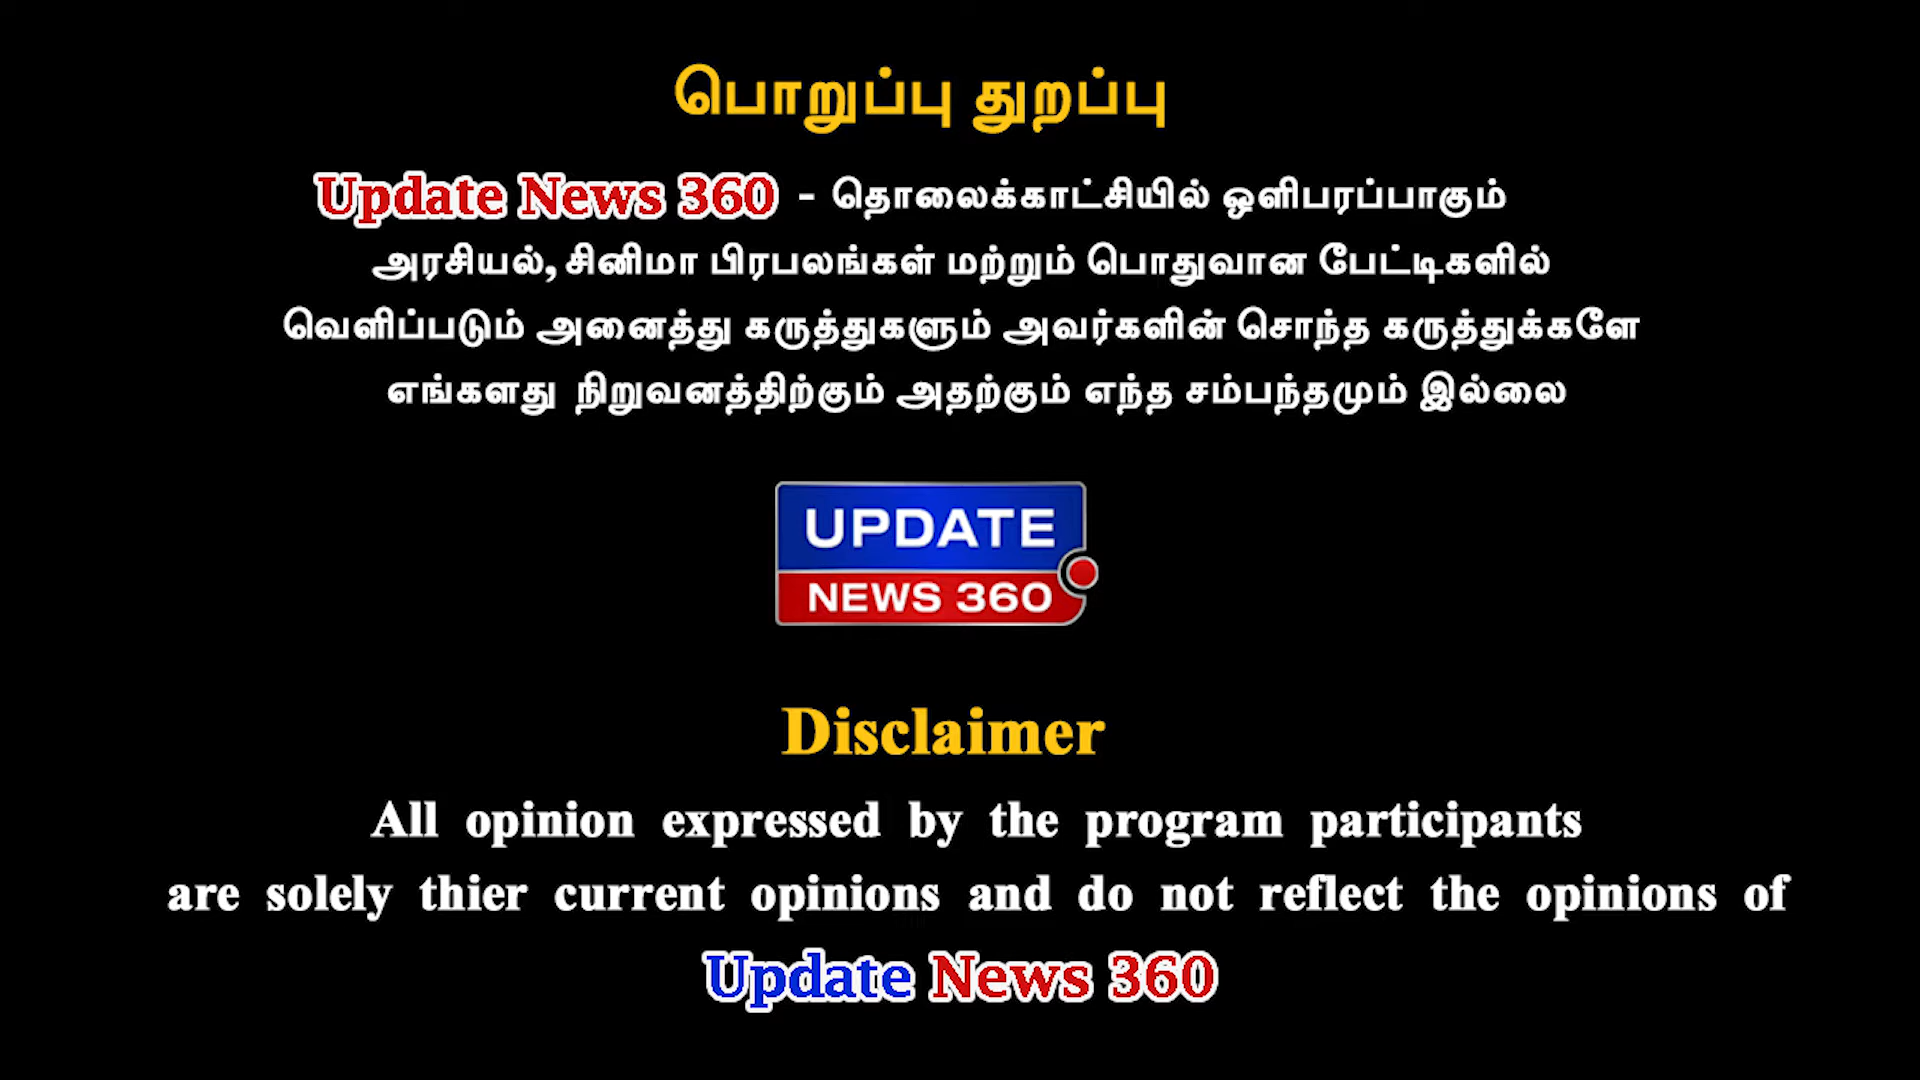 பொறுப்பு துறப்பு
Update News 360 - தொலைக்காட்சியில் ஒளிபரப்பாகும்
அரசியல், சினிமா பிரபலங்கள் மற்றும் பொதுவான பேட்டிகளில்
வெளிப்படும் அனைத்து கருத்துகளும் அவர்களின் சொந்த கருத்துக்களே
எங்களது நிறுவனத்திற்கும் அதற்கும் எந்த சம்பந்தமும் இல்லை
UPDATE
NEWS 360
Disclaimer
All opinion expressed by the program participants
are solely thier current opinions and do not reflect the opinions of
Update News 360